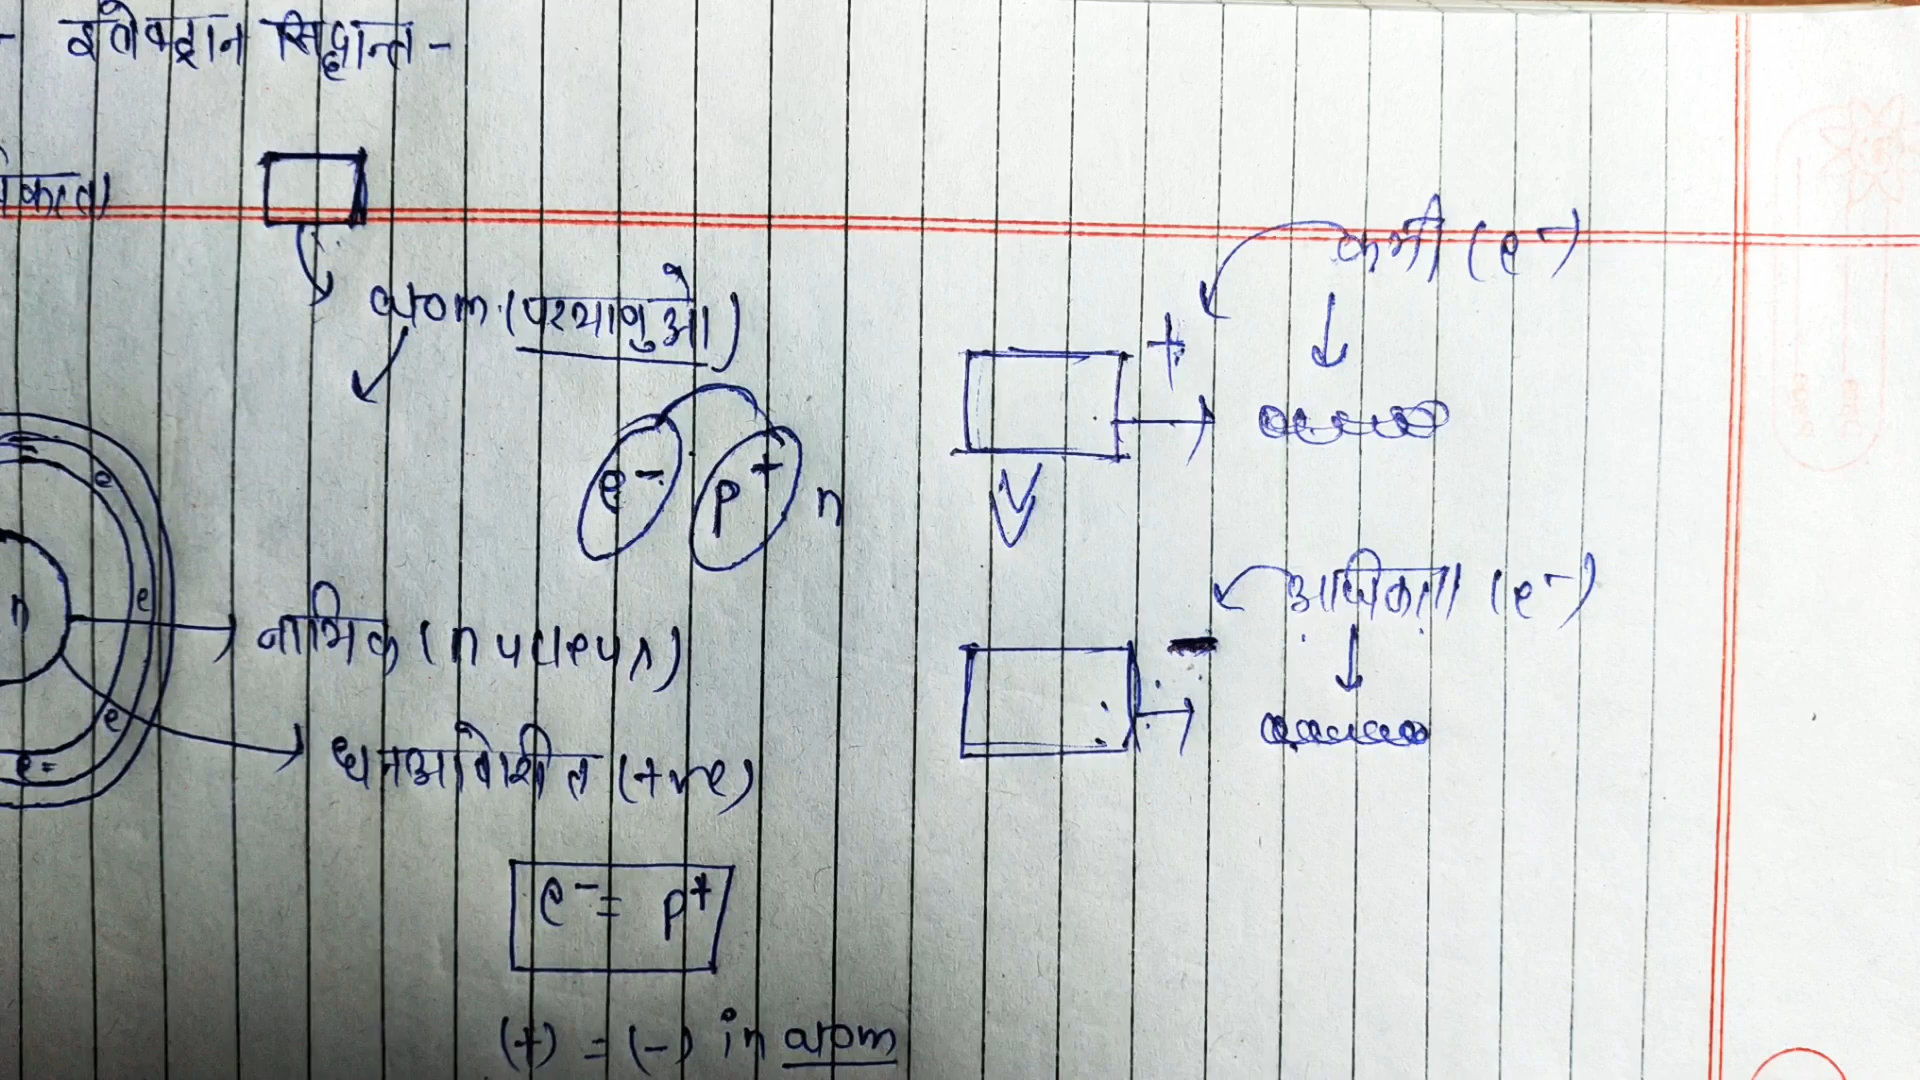 - इलेक्ट्रान सिद्धान्त -
atom (परमाणुओ)
e⁻ p⁺ n
n
e
e
e
e =
नाभिक (nucleus)
धनआवेशीत (+ve)
e⁻ = p⁺
(+) = (-) in atom
कमी (e⁻)
+
आधिकता (e⁻)
-